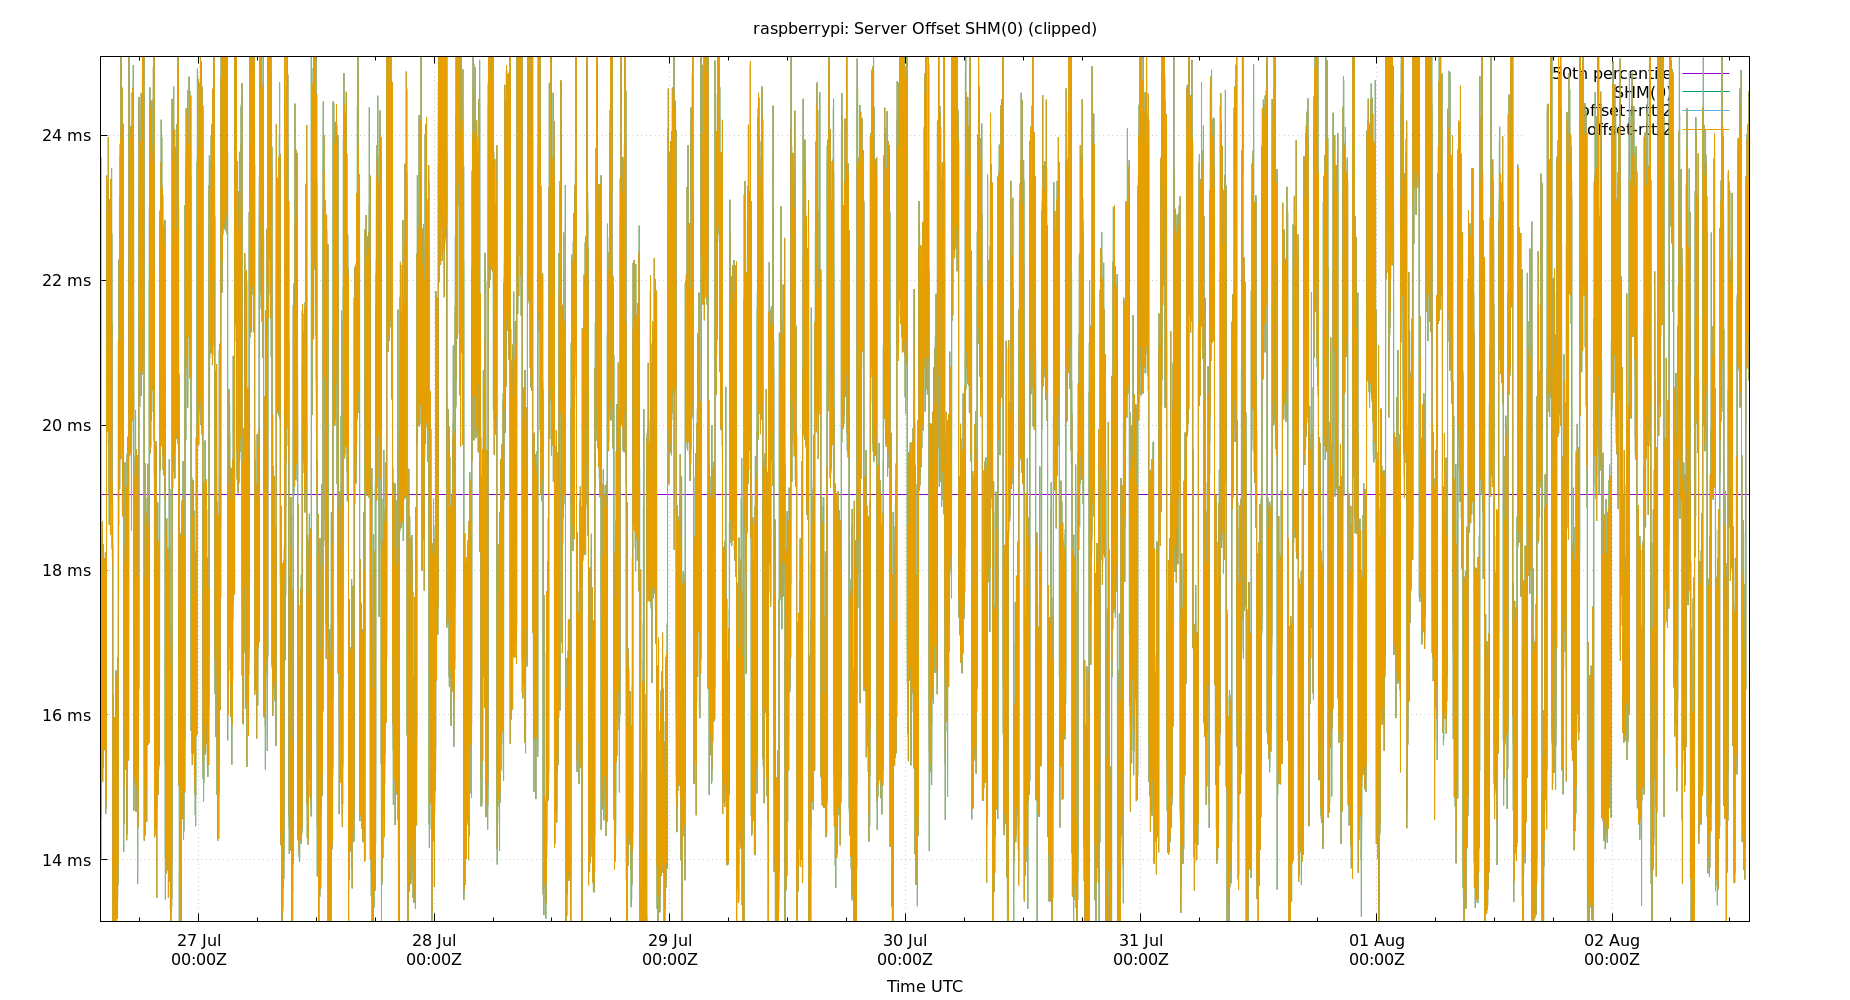 raspberrypi: Server Offset SHM(0) (clipped)
50th percentile
SHM(0)
offset+rtt/2
offset-rtt/2
24 ms
22 ms
20 ms
18 ms
16 ms
14 ms
27 Jul 28 Jul 29 Jul 30 Jul 31 Jul 01 Aug 02 Aug
00:00Z 00:00Z 00:00Z 00:00Z 00:00Z 00:00Z 00:00Z
Time UTC